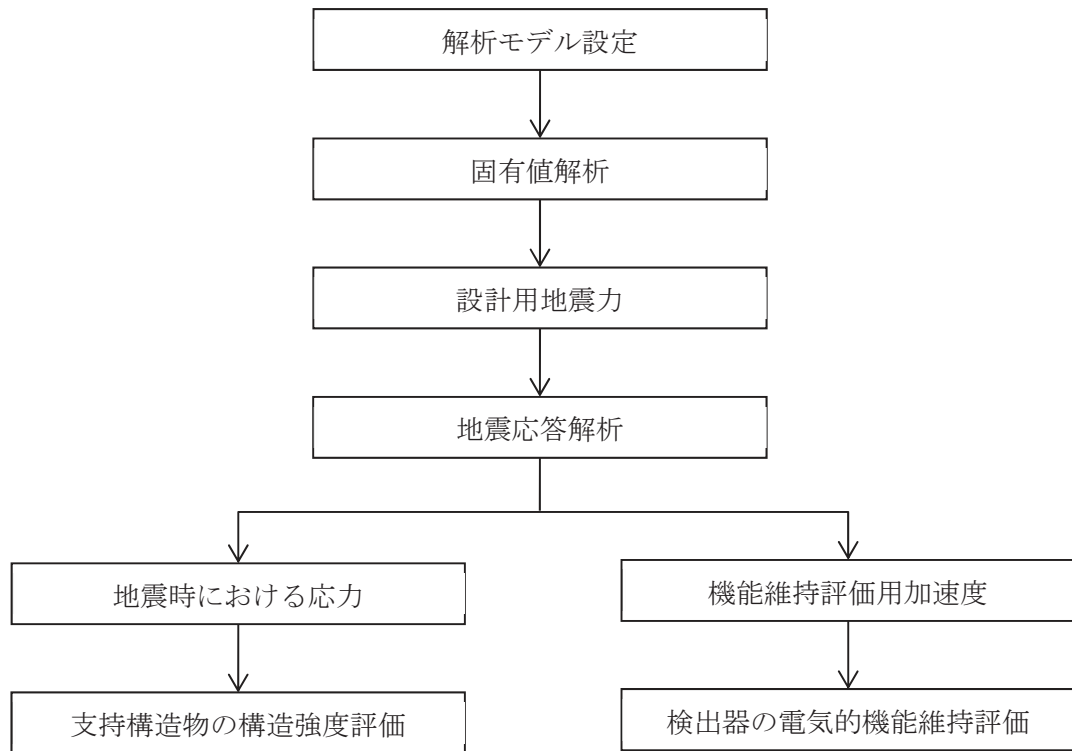 解析モデル設定
固有値解析
設計用地震力
地震応答解析
地震時における応力
機能維持評価用加速度
支持構造物の構造強度評価
検出器の電気的機能維持評価